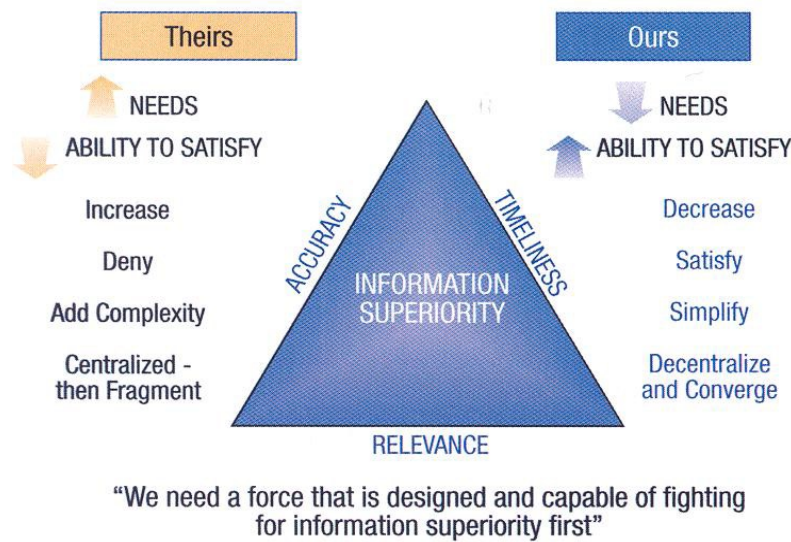 Theirs
NEEDS
ABILITY TO SATISFY
Increase
Deny
Add Complexity
Centralized -
then Fragment
Ours
NEEDS
ABILITY TO SATISFY
Decrease
Satisfy
Simplify
Decentralize
and Converge
ACCURACY
TIMELINESS
INFORMATION
SUPERIORITY
RELEVANCE
“We need a force that is designed and capable of fighting
for information superiority first”